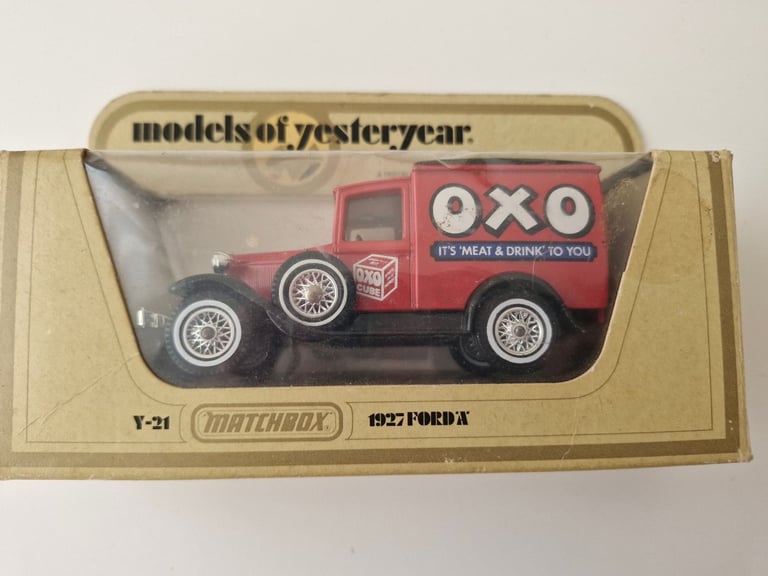 models of yesteryear
OXO
IT'S 'MEAT & DRINK' TO YOU
OXO
CUBE
Y-21
MATCHBOX
1927 FORD 'A'